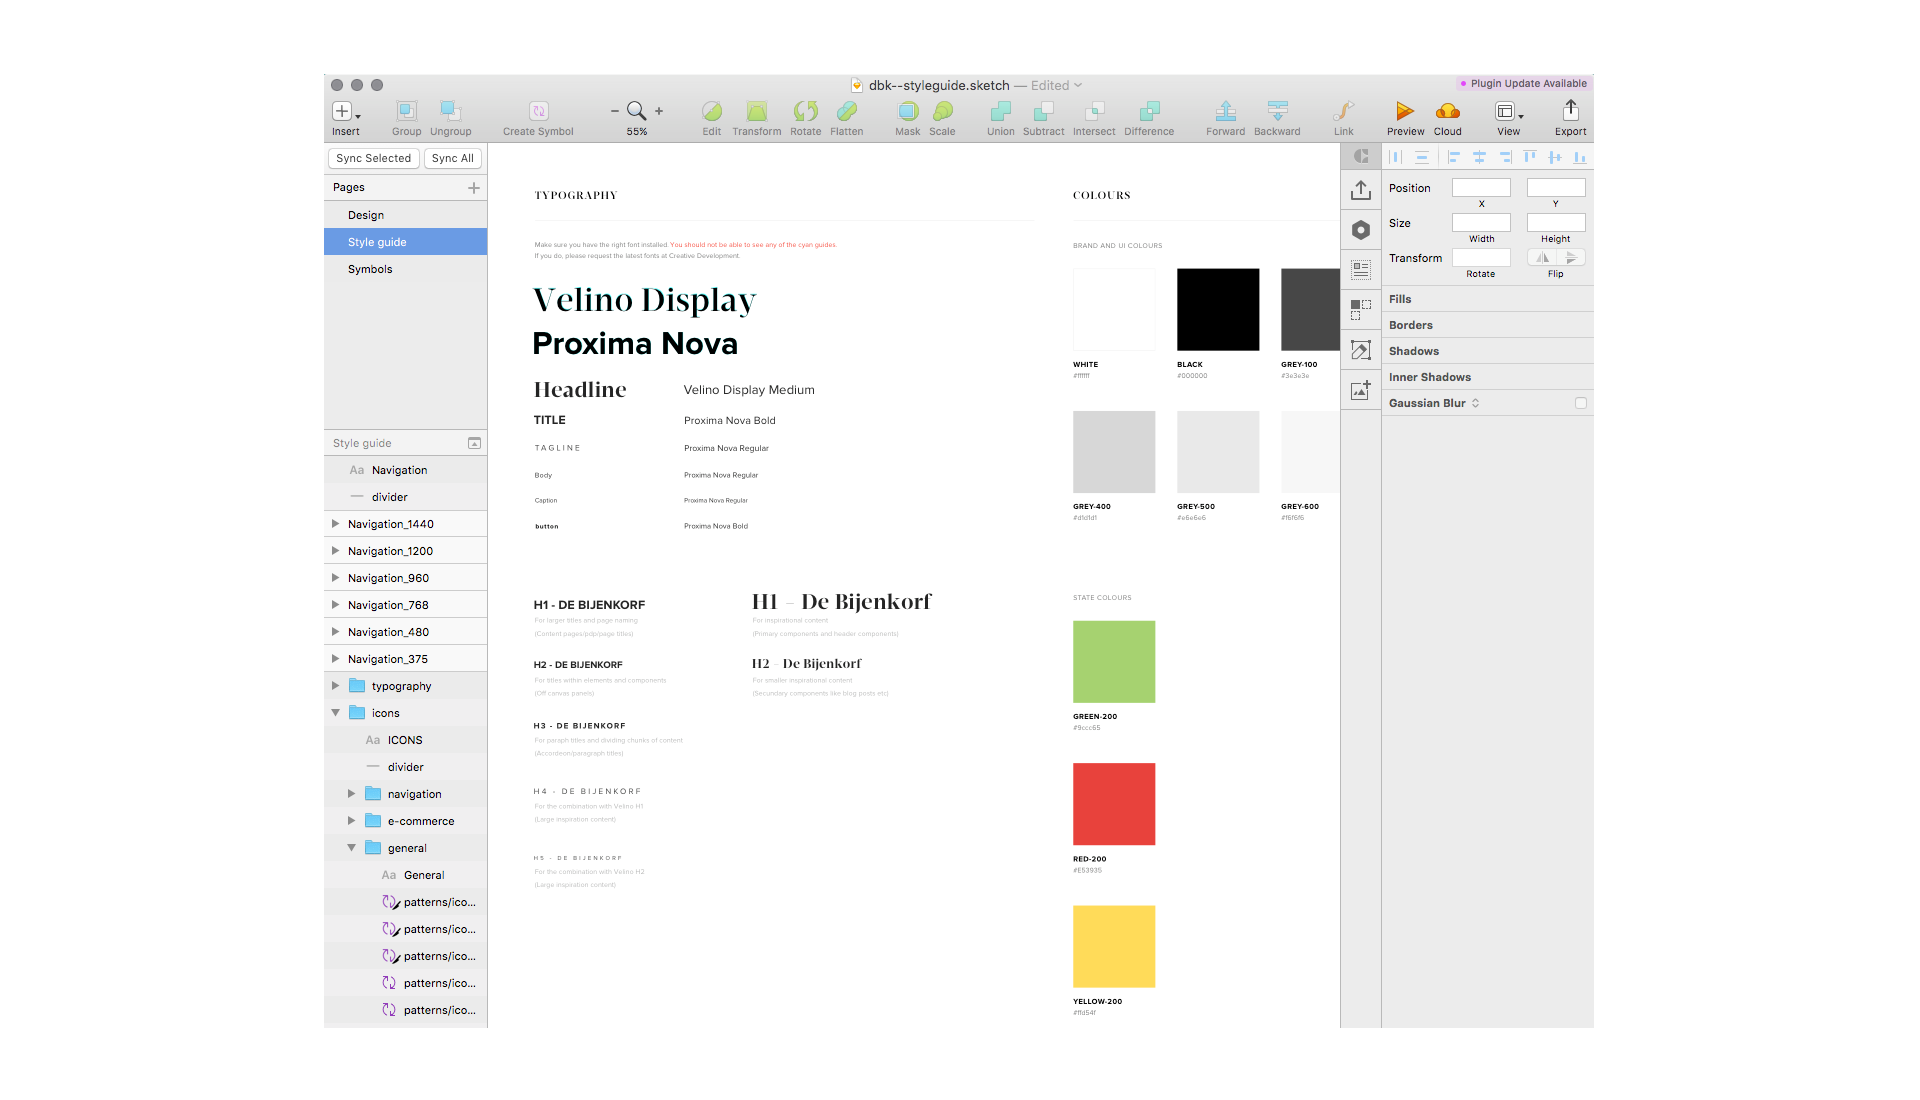 dbk--styleguide.sketch — Edited
Plugin Update Available
Insert
Group
Ungroup
Create Symbol
55%
Edit
Transform
Rotate
Flatten
Mask
Scale
Union
Subtract
Intersect
Difference
Forward
Backward
Link
Preview
Cloud
View
Export
Sync Selected
Sync All
Pages
Design
Style guide
Symbols
Style guide
Aa Navigation
divider
Navigation_1440
Navigation_1200
Navigation_960
Navigation_768
Navigation_480
Navigation_375
typography
icons
Aa ICONS
divider
navigation
e-commerce
general
Aa General
patterns/ico...
patterns/ico...
patterns/ico...
patterns/ico...
patterns/ico...
TYPOGRAPHY
Make sure you have the right font installed. You should not be able to see any of the cyan guides.
If you do, please request the latest fonts at Creative Development.
Velino Display
Proxima Nova
Headline Velino Display Medium
TITLE Proxima Nova Bold
TAGLINE Proxima Nova Regular
Body Proxima Nova Regular
Caption Proxima Nova Regular
button Proxima Nova Bold
H1 - DE BIJENKORF
For larger titles and page naming
(Content pages/pdp/page titles)
H2 - DE BIJENKORF
For titles within elements and components
(OR canvas panels)
H3 - DE BIJENKORF
For paraph titles and dividing chunks of content
(Accordeon/paragraph titles)
H4 - DE BIJENKORF
For the combination with Velino H1
(Large inspiration content)
H5 - DE BIJENKORF
For the combination with Velino H2
(Large inspiration content)
H1 – De Bijenkorf
For inspirational content
(Primary components and header components)
H2 – De Bijenkorf
For smaller inspirational content
(Secundary components like blog posts etc)
COLOURS
BRAND AND UI COLOURS
WHITE
#ffffff
BLACK
#000000
GREY-100
#3e3e3e
GREY-400
#d1d1d1
GREY-500
#e6e6e6
GREY-600
#f6f6f6
STATE COLOURS
GREEN-200
#9ccc65
RED-200
#E53935
YELLOW-200
#ffd54f
Position
X
Y
Size
Width
Height
Transform
Rotate
Flip
Fills
Borders
Shadows
Inner Shadows
Gaussian Blur